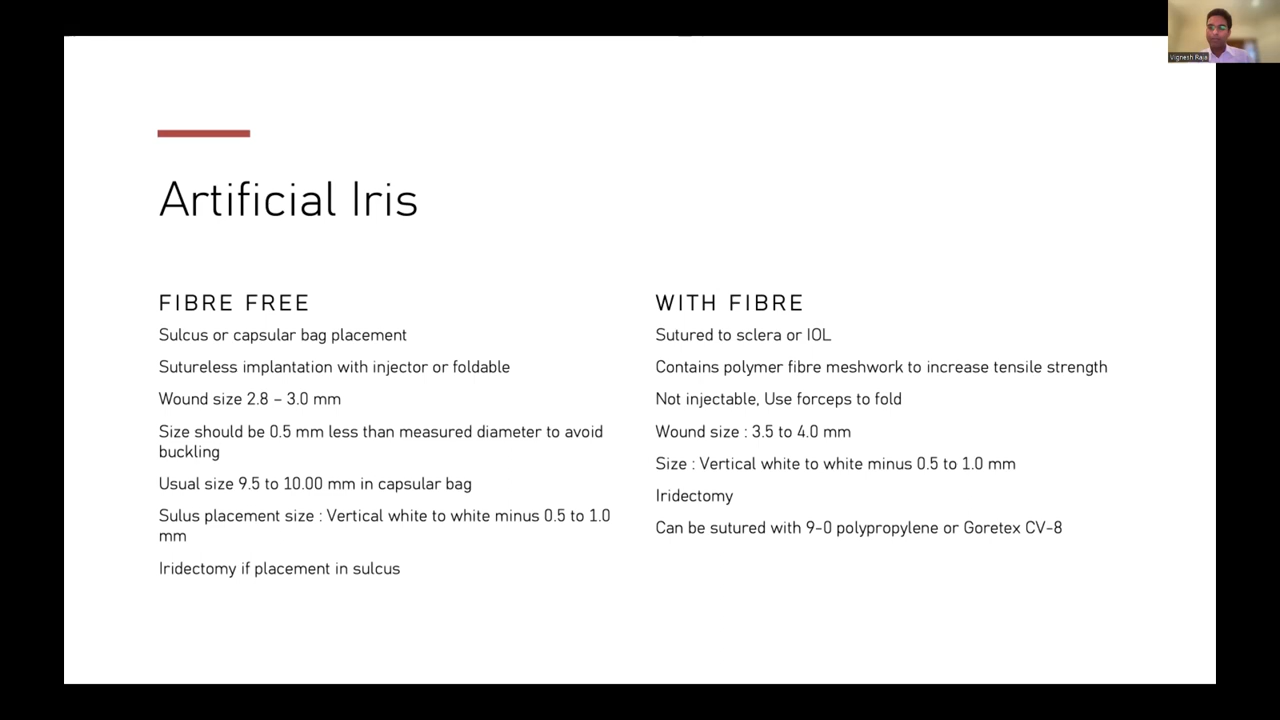 Vignesh Raja
Artificial Iris
FIBRE FREE
Sulcus or capsular bag placement
Sutureless implantation with injector or foldable
Wound size 2.8 – 3.0 mm
Size should be 0.5 mm less than measured diameter to avoid
buckling
Usual size 9.5 to 10.00 mm in capsular bag
Sulus placement size : Vertical white to white minus 0.5 to 1.0
mm
Iridectomy if placement in sulcus
WITH FIBRE
Sutured to sclera or IOL
Contains polymer fibre meshwork to increase tensile strength
Not injectable, Use forceps to fold
Wound size : 3.5 to 4.0 mm
Size : Vertical white to white minus 0.5 to 1.0 mm
Iridectomy
Can be sutured with 9-0 polypropylene or Goretex CV-8